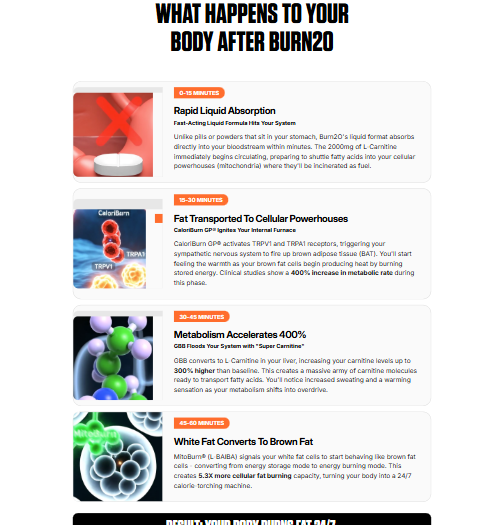 WHAT HAPPENS TO YOUR
BODY AFTER BURN20
0-15 MINUTES
Rapid Liquid Absorption
Fast-Acting Liquid Formula Hits Your System
Unlike pills or powders that sit in your stomach, Burn2O's liquid format absorbs
directly into your bloodstream within minutes. The 2000mg of L-Carnitine
immediately begins circulating, preparing to shuttle fatty acids into your cellular
powerhouses (mitochondria) where they'll be incinerated as fuel.
15-30 MINUTES
CaloriBurn
TRPA1
TRPV1
Fat Transported To Cellular Powerhouses
CaloriBurn GP® Ignites Your Internal Furnace
CaloriBurn GP® activates TRPV1 and TRPA1 receptors, triggering your
sympathetic nervous system to fire up brown adipose tissue (BAT). You'll start
feeling the warmth as your brown fat cells begin producing heat by burning
stored energy. Clinical studies show a 400% increase in metabolic rate during
this phase.
30-45 MINUTES
Metabolism Accelerates 400%
GBB Floods Your System with "Super Carnitine"
GBB converts to L-Carnitine in your liver, increasing your carnitine levels up to
300% higher than baseline. This creates a massive army of carnitine molecules
ready to transport fatty acids. You'll notice increased sweating and a warming
sensation as your metabolism shifts into overdrive.
45-60 MINUTES
White Fat Converts To Brown Fat
MitoBurn® (L-BAIBA) signals your white fat cells to start behaving like brown fat
cells - converting from energy storage mode to energy burning mode. This
creates 5.3X more cellular fat burning capacity, turning your body into a 24/7
calorie-torching machine.
RESULT: YOUR BODY BURNS FAT 24/7